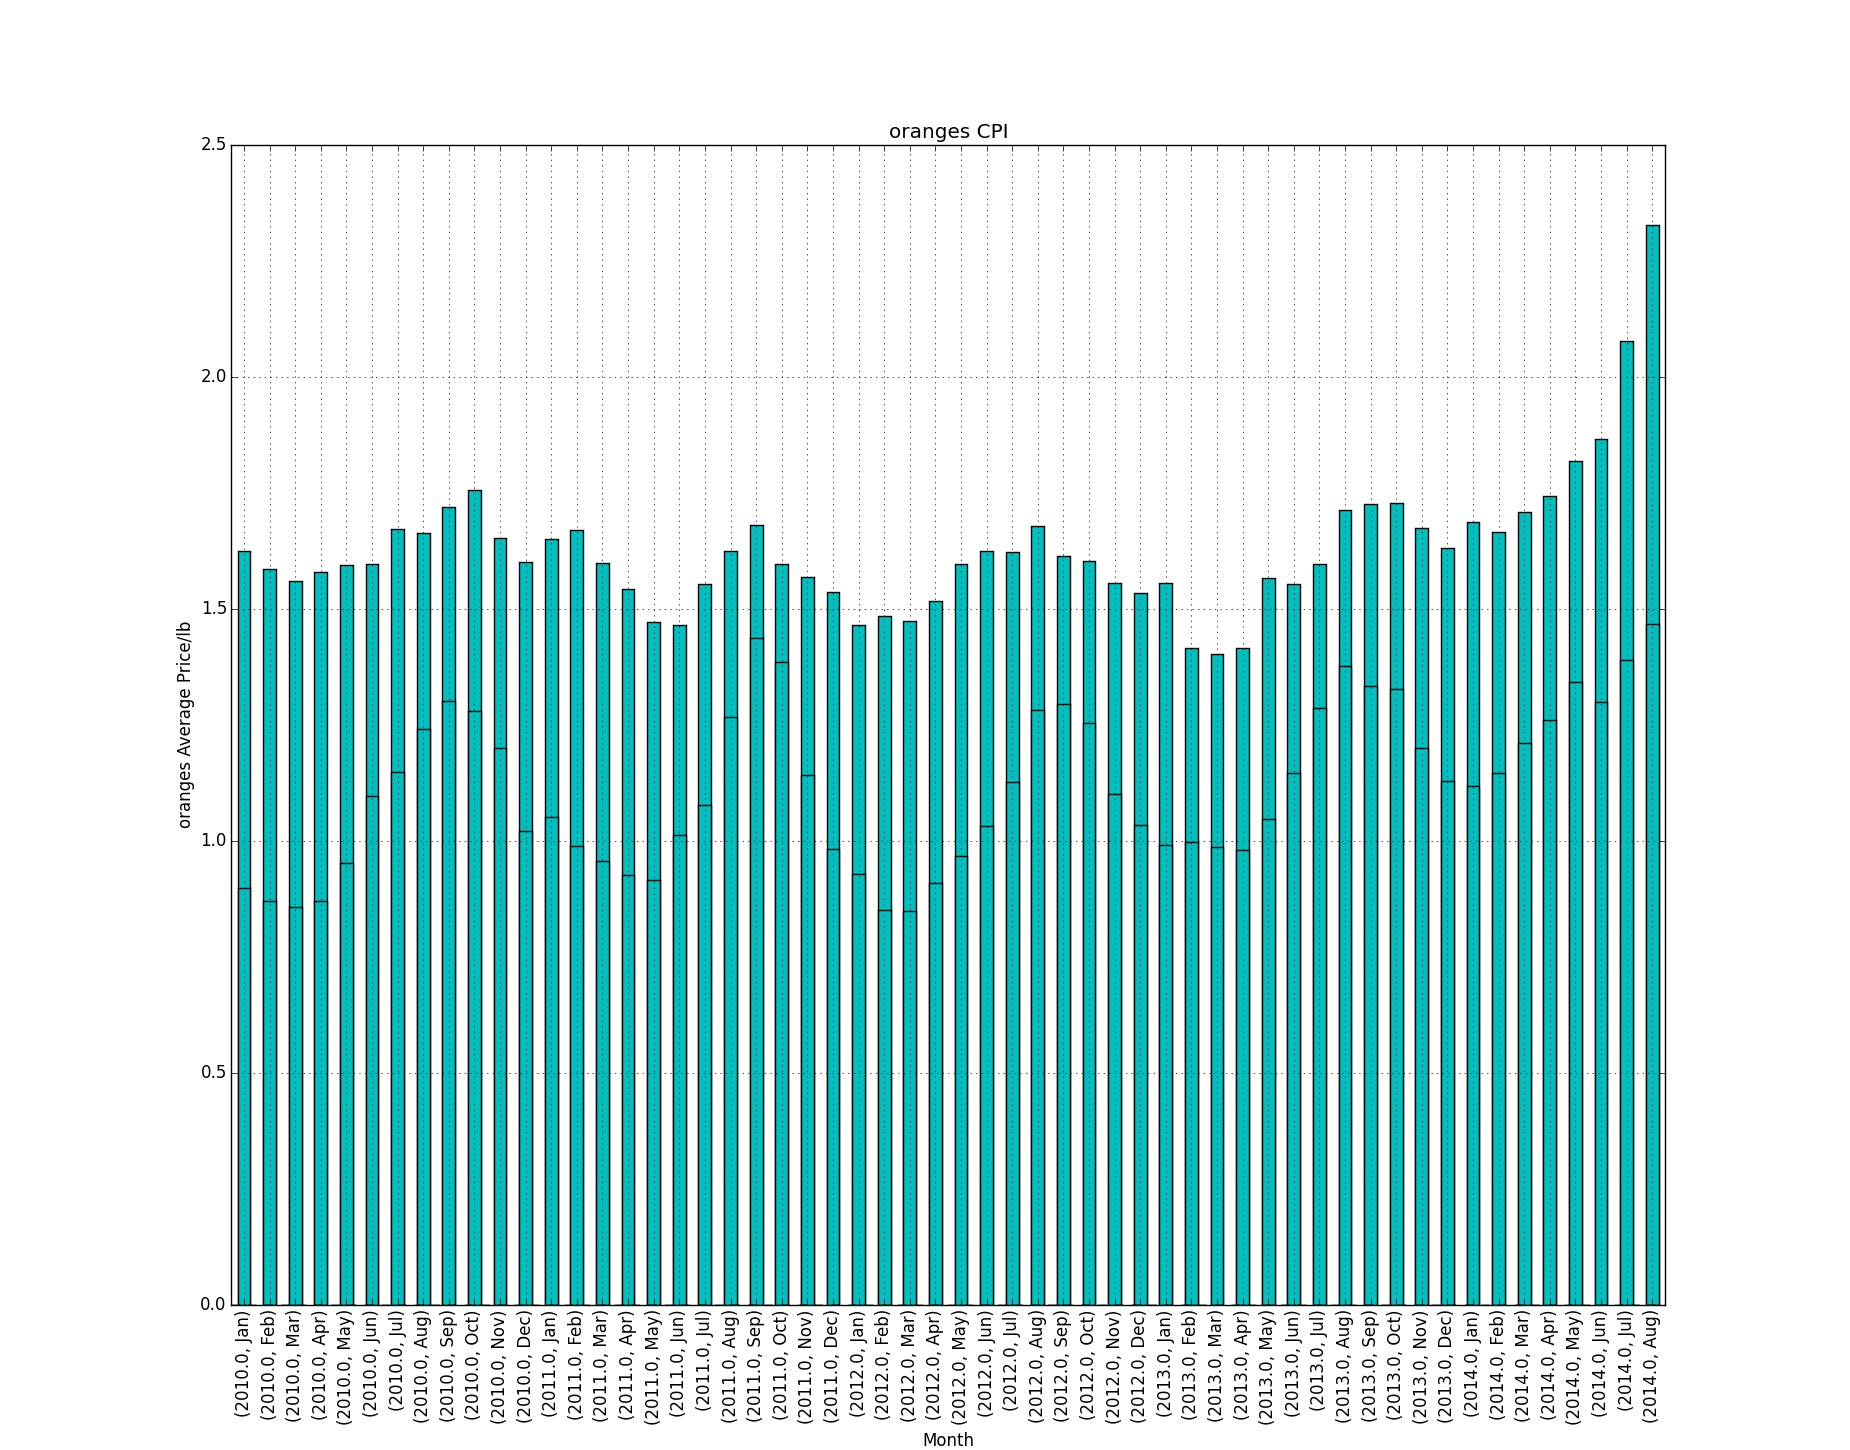 oranges CPI
2.5
2.0
1.5
1.0
0.5
0.0
oranges Average Price/lb
(2010.0, Jan)
(2010.0, Feb)
(2010.0, Mar)
(2010.0, Apr)
(2010.0, May)
(2010.0, Jun)
(2010.0, Jul)
(2010.0, Aug)
(2010.0, Sep)
(2010.0, Oct)
(2010.0, Nov)
(2010.0, Dec)
(2011.0, Jan)
(2011.0, Feb)
(2011.0, Mar)
(2011.0, Apr)
(2011.0, May)
(2011.0, Jun)
(2011.0, Jul)
(2011.0, Aug)
(2011.0, Sep)
(2011.0, Oct)
(2011.0, Nov)
(2011.0, Dec)
(2012.0, Jan)
(2012.0, Feb)
(2012.0, Mar)
(2012.0, Apr)
(2012.0, May)
(2012.0, Jun)
(2012.0, Jul)
(2012.0, Aug)
(2012.0, Sep)
(2012.0, Oct)
(2012.0, Nov)
(2012.0, Dec)
(2013.0, Jan)
(2013.0, Feb)
(2013.0, Mar)
(2013.0, Apr)
(2013.0, May)
(2013.0, Jun)
(2013.0, Jul)
(2013.0, Aug)
(2013.0, Sep)
(2013.0, Oct)
(2013.0, Nov)
(2013.0, Dec)
(2014.0, Jan)
(2014.0, Feb)
(2014.0, Mar)
(2014.0, Apr)
(2014.0, May)
(2014.0, Jun)
(2014.0, Jul)
(2014.0, Aug)
Month